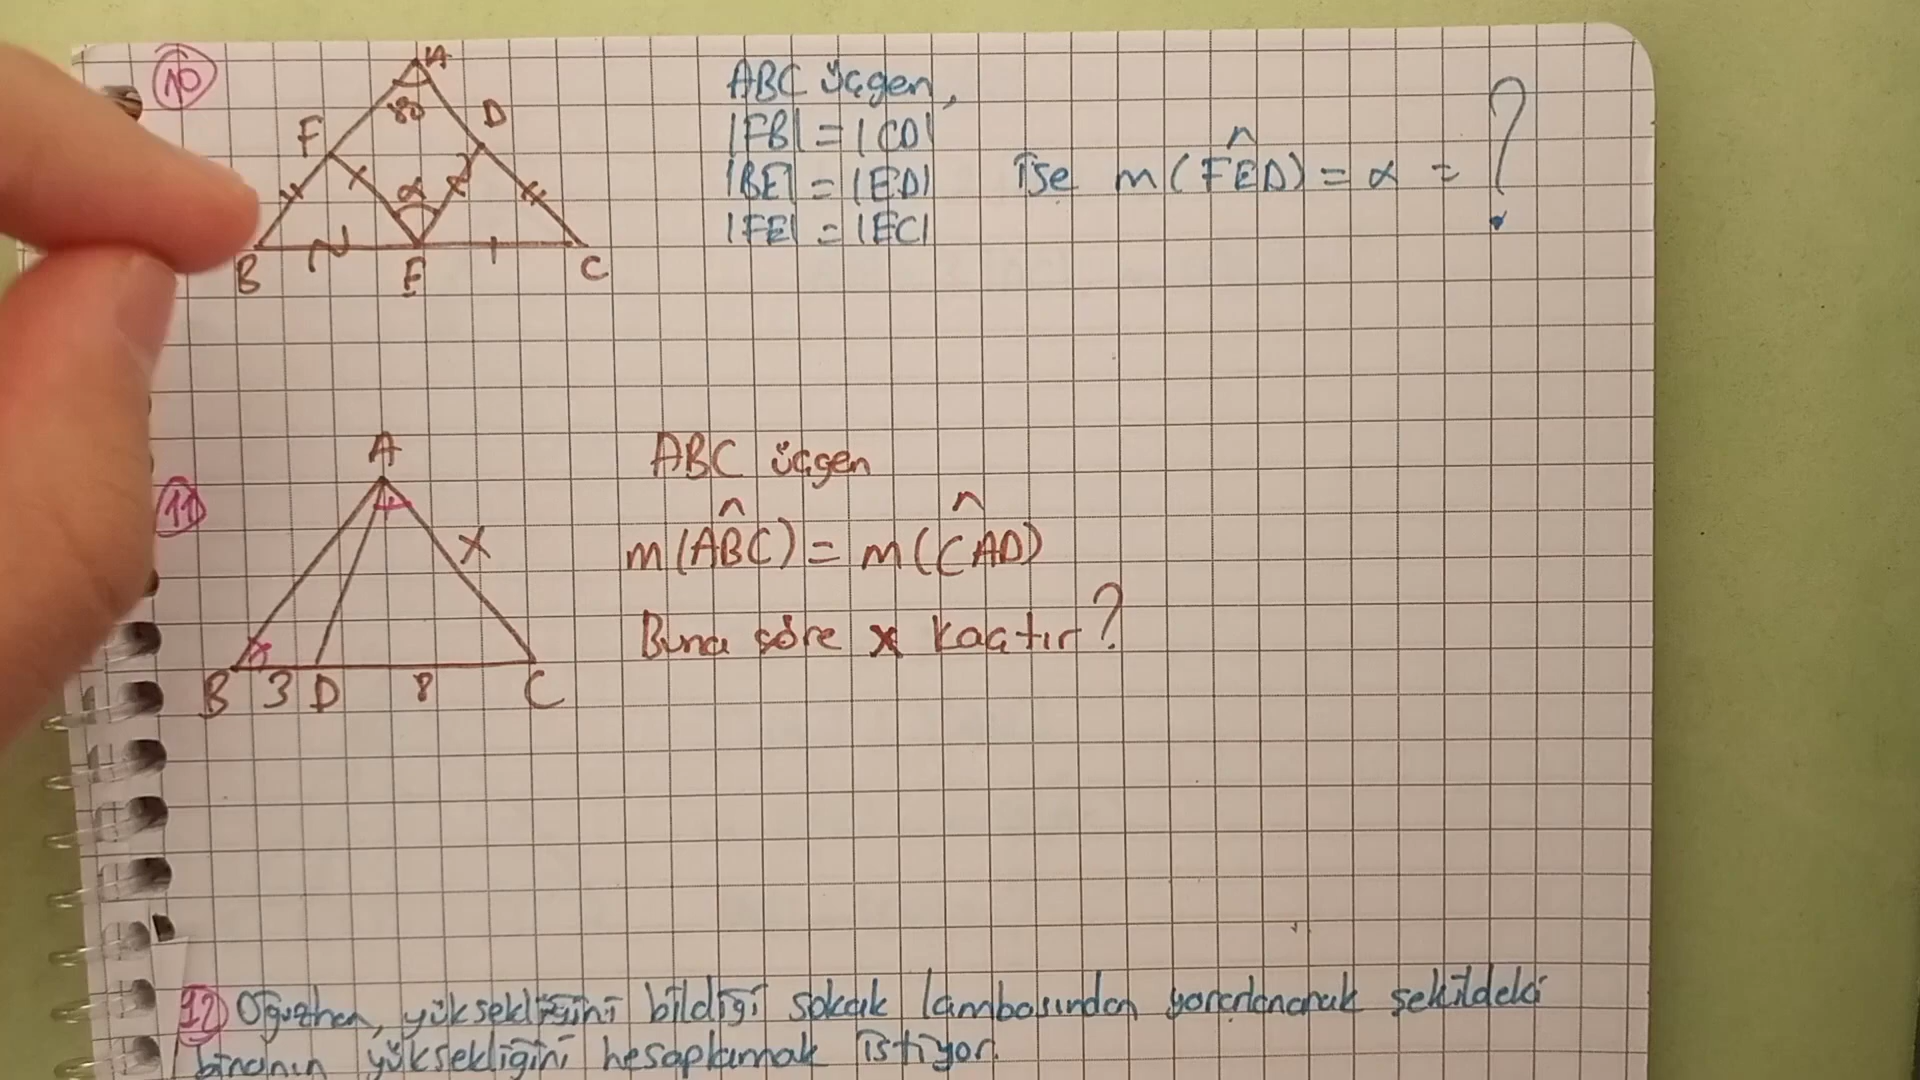 10
A
80
F
D
α
B
E
C
ABC üçgen,
|FB| = |CD|
|BE| = |ED|
|FE| = |EC|
ise m(FÊD) = α = ?
11
A
x
B 3 D 8 C
ABC üçgen
m(ABC) = m(CAD)
Buna göre x kaçtır?
12 Oğuzhan, yüksekliğini bildiği sokak lambasından yararlanarak şekildeki
binanın yüksekliğini hesaplamak istiyor.